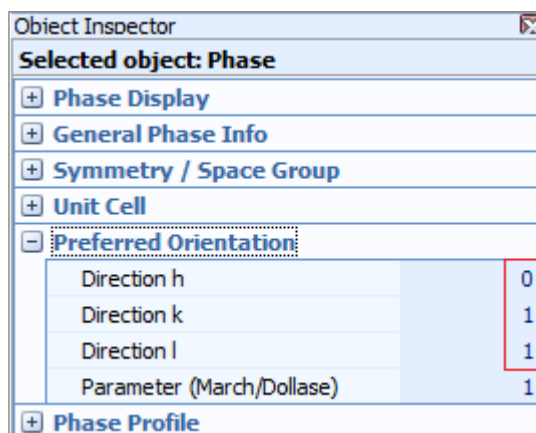 Object Inspector
Selected object: Phase
Phase Display
General Phase Info
Symmetry / Space Group
Unit Cell
Preferred Orientation
Direction h 0
Direction k 1
Direction l 1
Parameter (March/Dollase) 1
Phase Profile